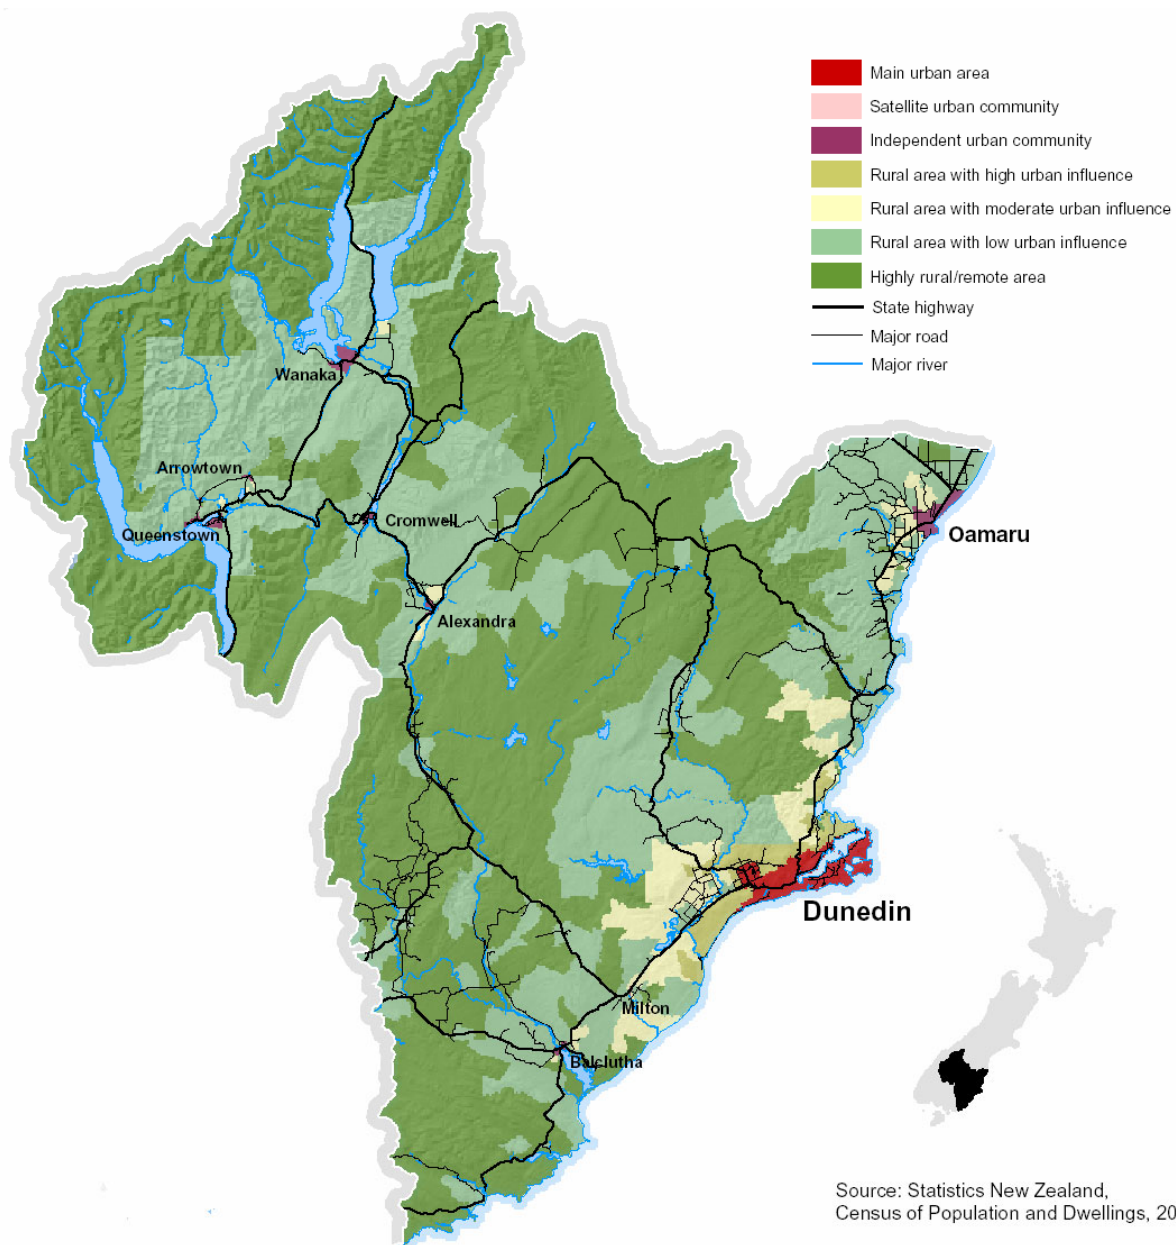 Main urban area
Satellite urban community
Independent urban community
Rural area with high urban influence
Rural area with moderate urban influence
Rural area with low urban influence
Highly rural/remote area
State highway
Major road
Major river
Wanaka
Arrowtown
Queenstown
Cromwell
Oamaru
Alexandra
Dunedin
Milton
Balclutha
Source: Statistics New Zealand,
Census of Population and Dwellings, 20